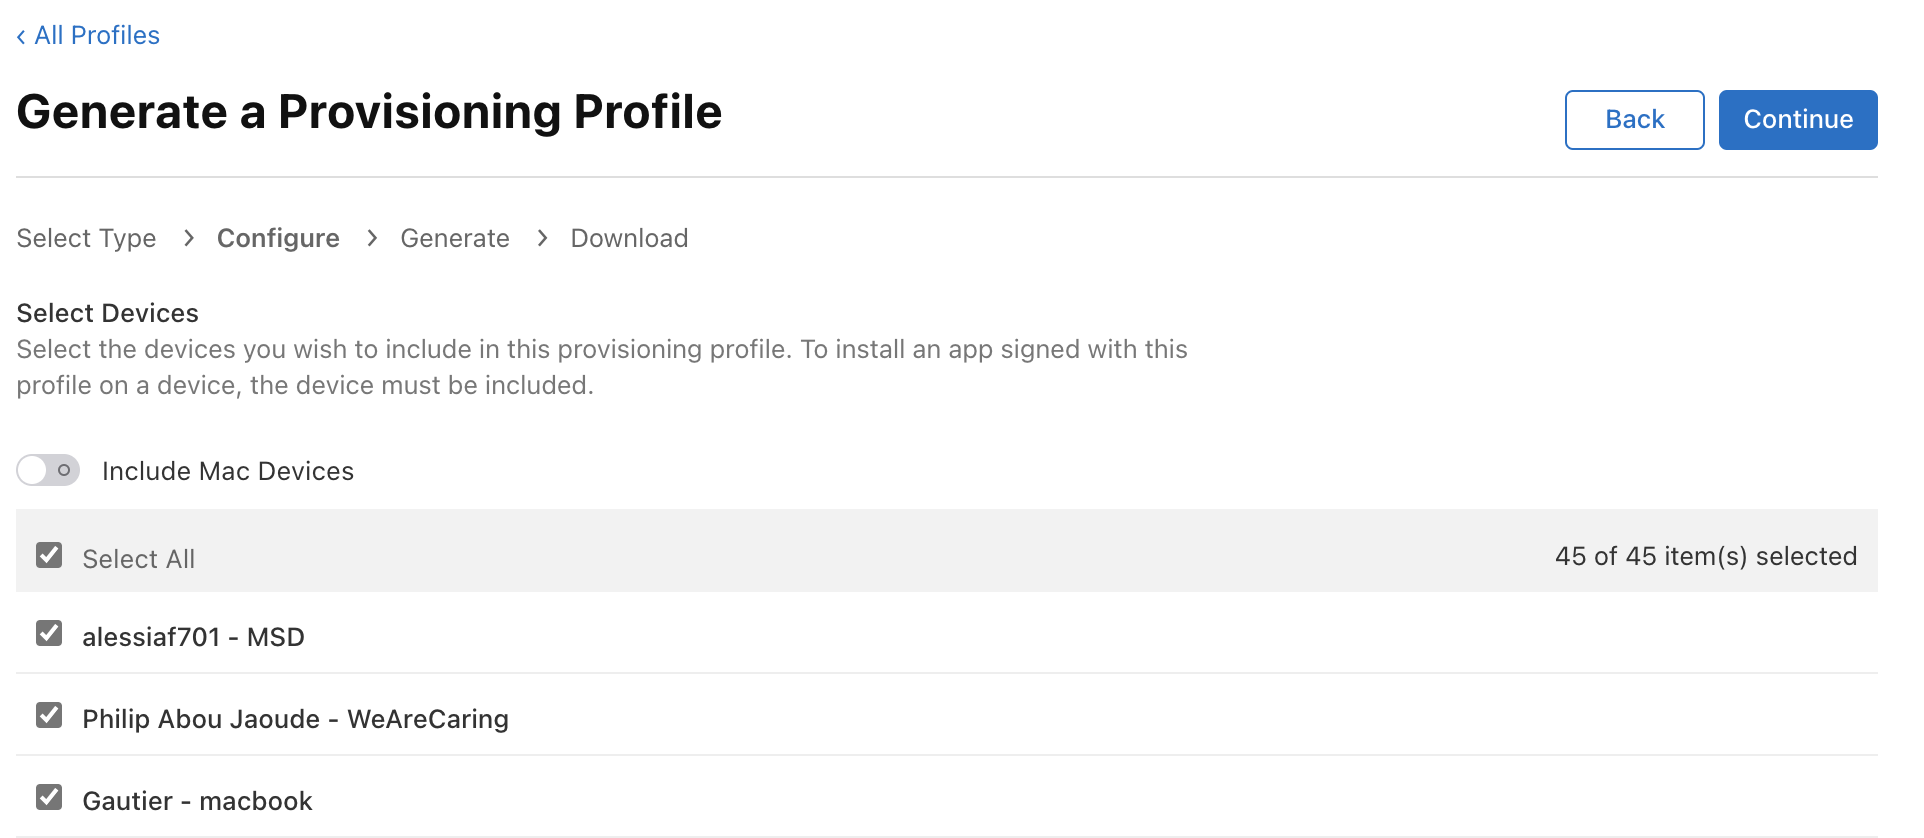 ‹ All Profiles
Generate a Provisioning Profile
Back
Continue
Select Type > Configure > Generate > Download
Select Devices
Select the devices you wish to include in this provisioning profile. To install an app signed with this
profile on a device, the device must be included.
Include Mac Devices
Select All
45 of 45 item(s) selected
alessiaf701 - MSD
Philip Abou Jaoude - WeAreCaring
Gautier - macbook